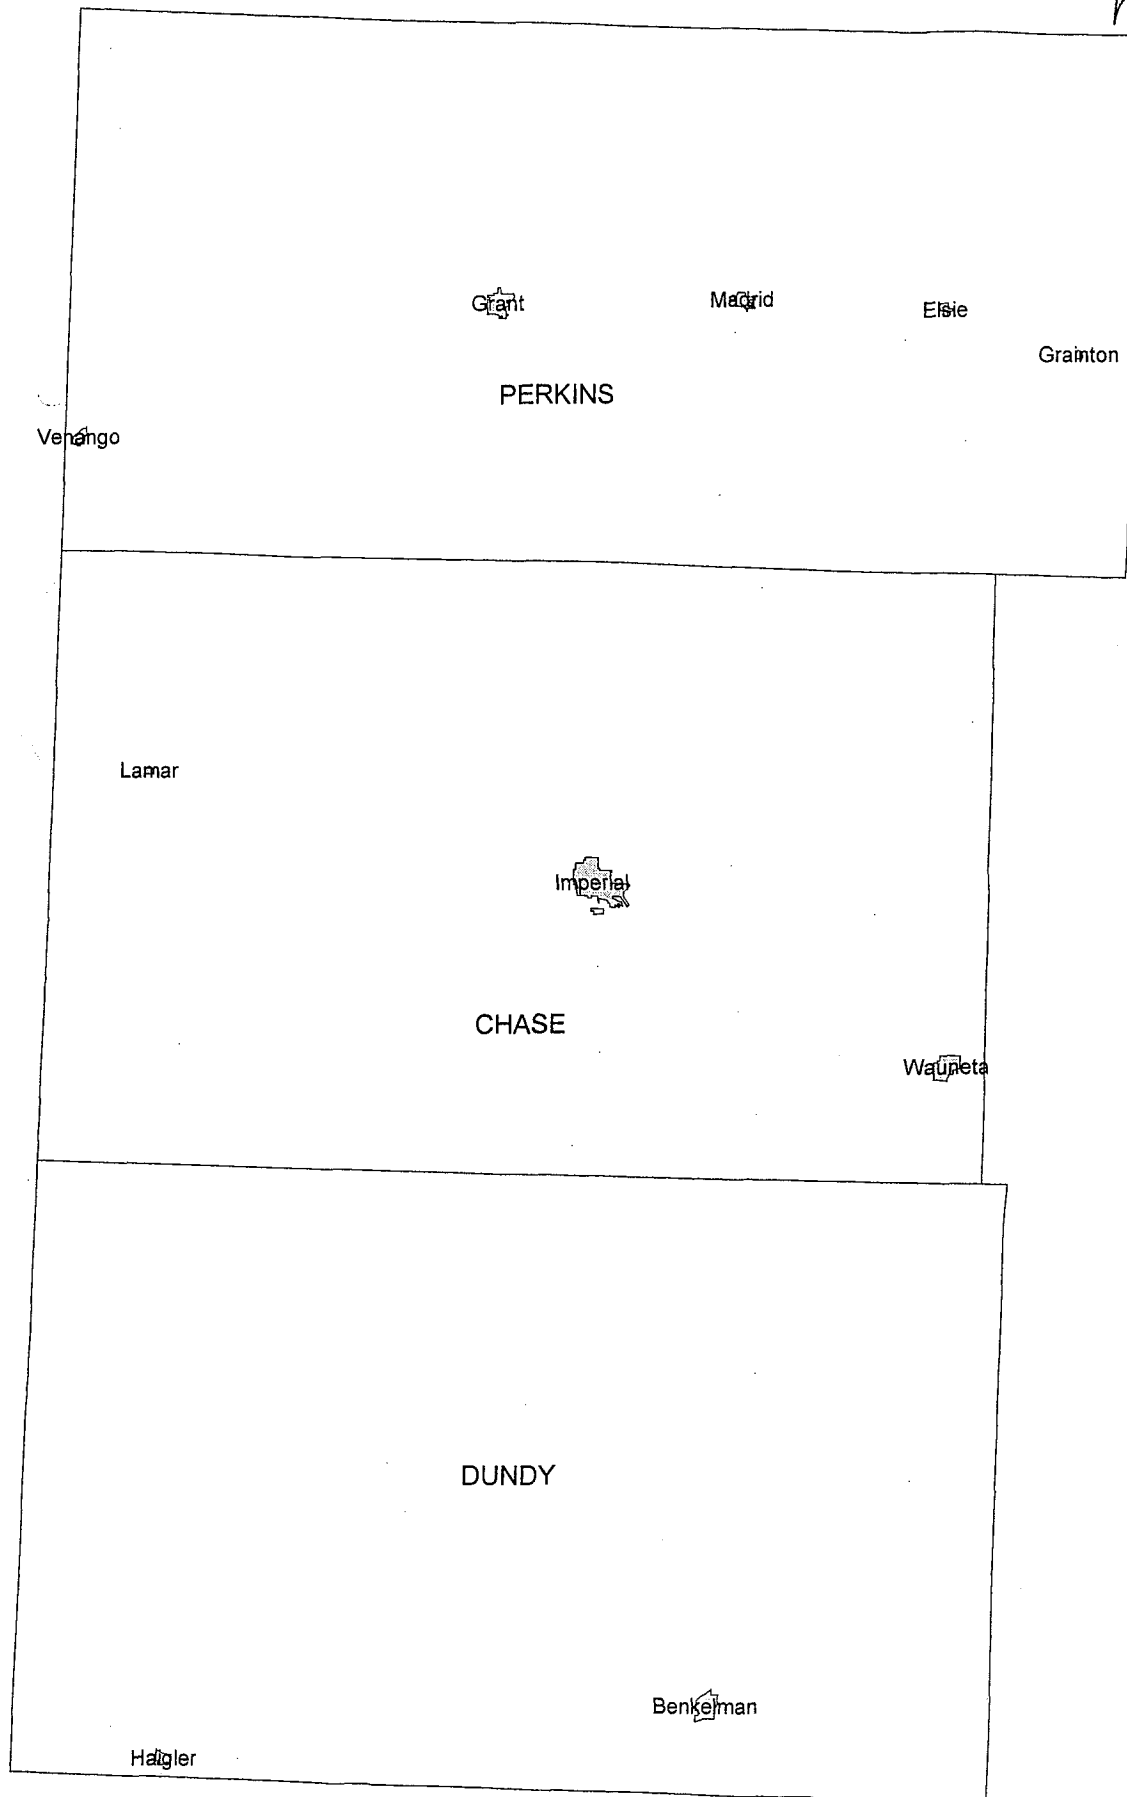 Grant
Madrid
Elsie
Grainton
PERKINS
Venango
Lamar
Imperial
CHASE
Wauneta
DUNDY
Benkelman
Haigler